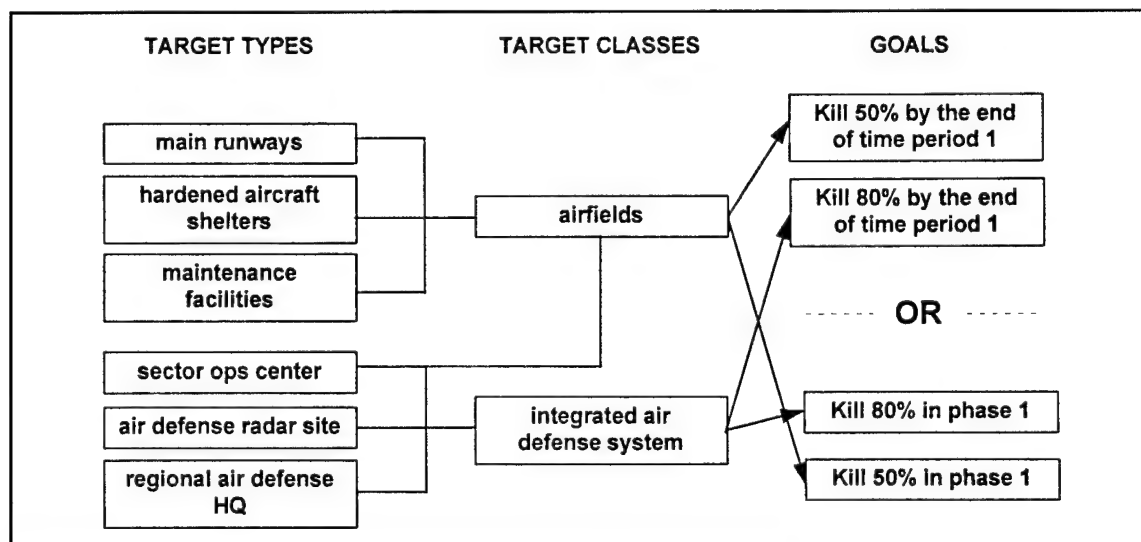 TARGET TYPES
TARGET CLASSES
GOALS
main runways
hardened aircraft
shelters
maintenance
facilities
sector ops center
air defense radar site
regional air defense
HQ
airfields
integrated air
defense system
Kill 50% by the end
of time period 1
Kill 80% by the end
of time period 1
OR
Kill 80% in phase 1
Kill 50% in phase 1